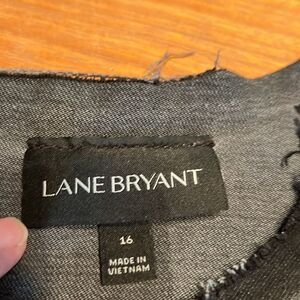 LANE BRYANT
16
MADE IN
VIETNAM